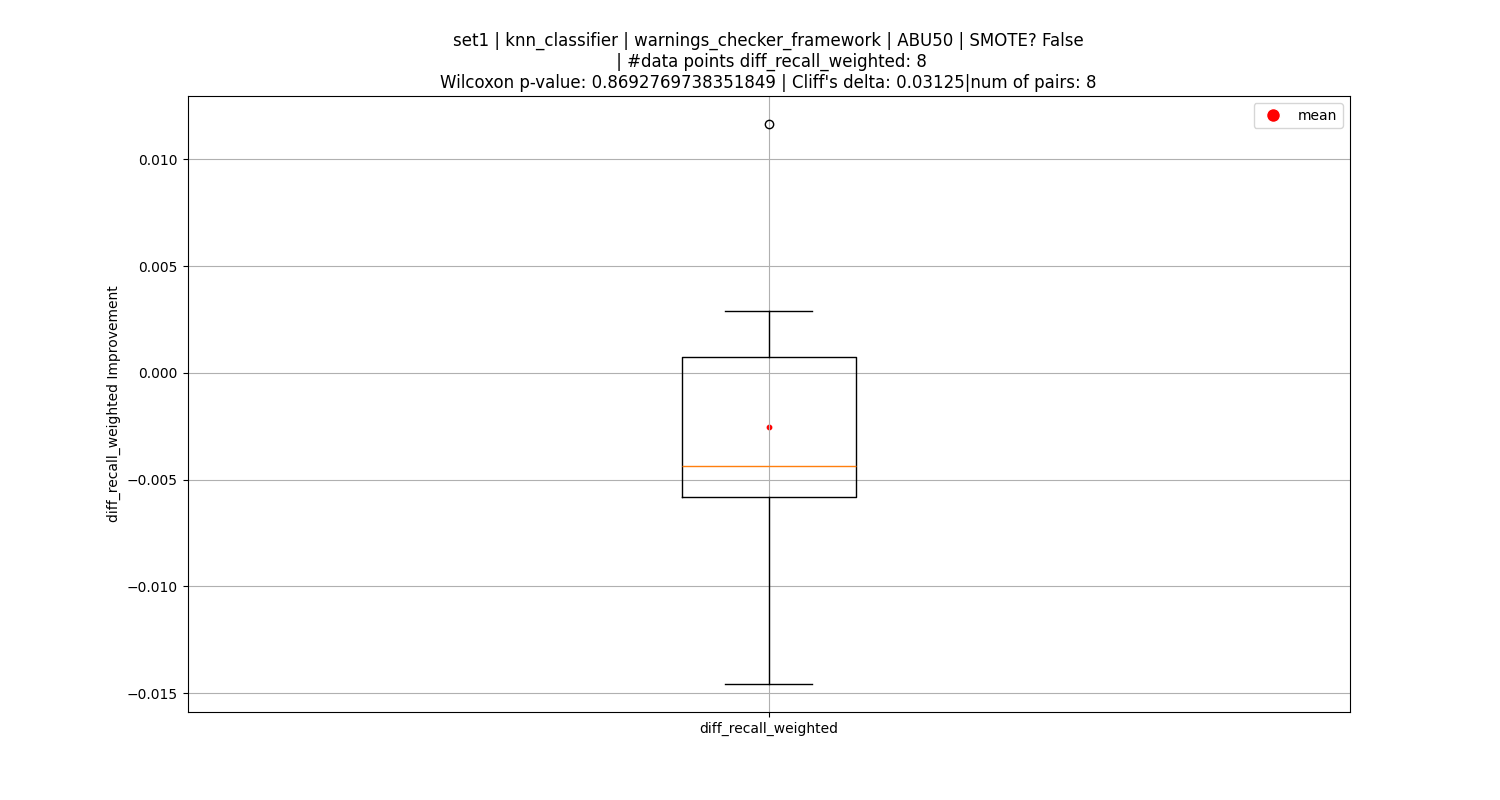 set1 | knn_classifier | warnings_checker_framework | ABU50 | SMOTE? False
| #data points diff_recall_weighted: 8
Wilcoxon p-value: 0.8692769738351849 | Cliff's delta: 0.03125|num of pairs: 8
mean
0.010
0.005
0.000
−0.005
−0.010
−0.015
diff_recall_weighted Improvement
diff_recall_weighted